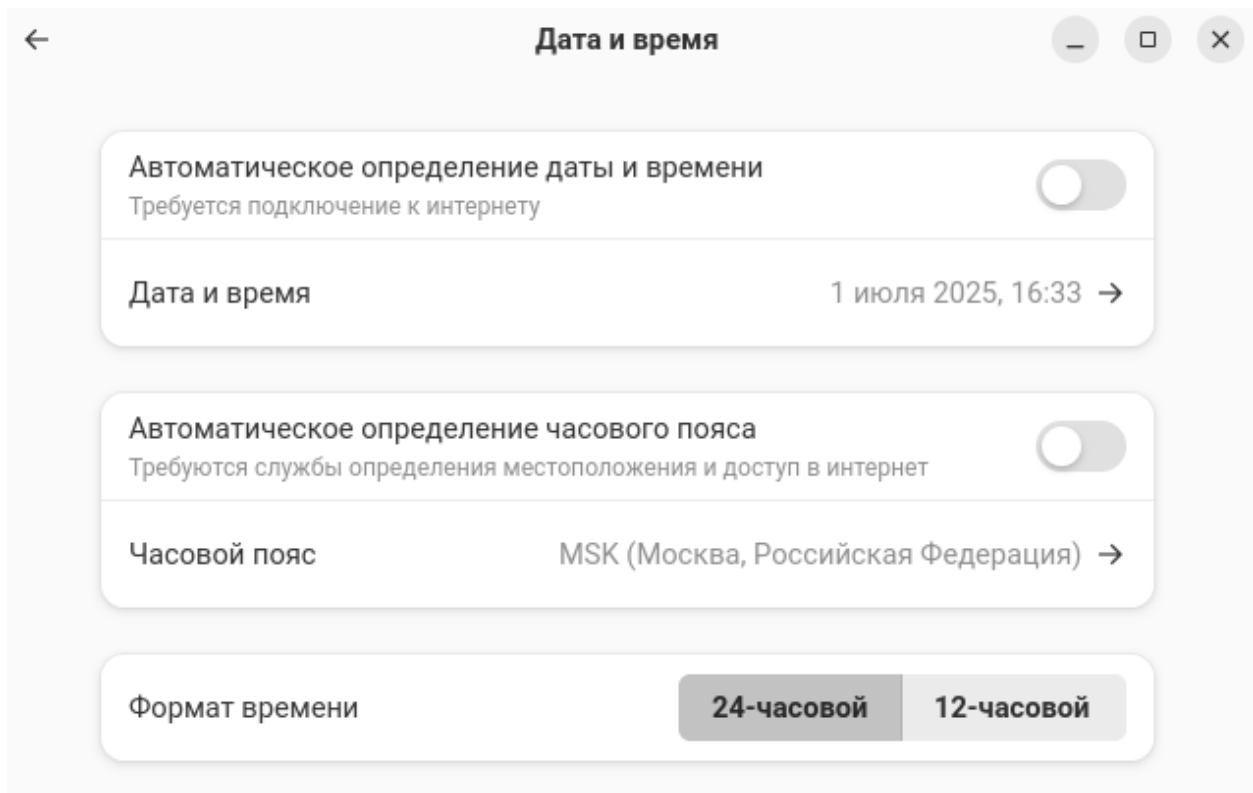 Дата и время
Автоматическое определение даты и времени
Требуется подключение к интернету
Дата и время
1 июля 2025, 16:33
Автоматическое определение часового пояса
Требуются службы определения местоположения и доступ в интернет
Часовой пояс
MSK (Москва, Российская Федерация)
Формат времени
24-часовой
12-часовой